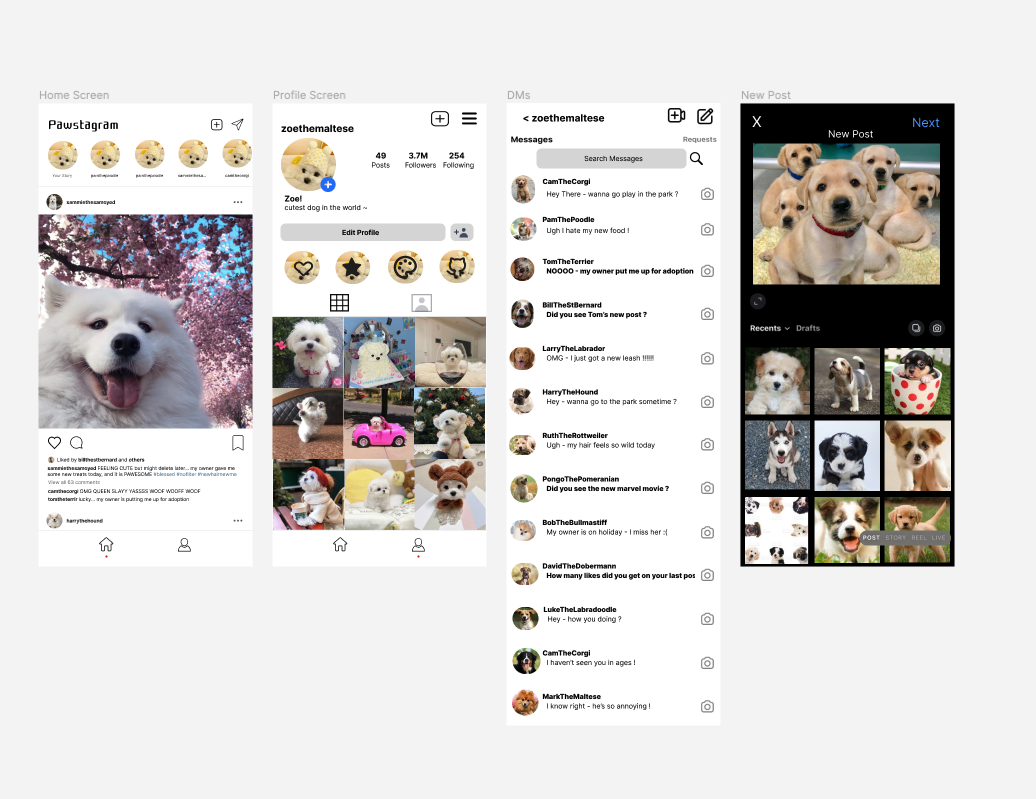 Home Screen
Pawstagram
Your Story
pamthepoodle
pamthepoodle
samminthesa...
camthecorgi
samminthesamoyed
Liked by billthestbernard and others
samminthesamoyed FEELING CUTE but might delete later... my owner gave me
some new treats today, and it is PAWESOME #blessed #nofilter #newhairnewme
View all 63 comments
camthecorgi OMG QUEEN SLAYY YASSSS WOOF WOOFF WOOF
tomtheterrir lucky... my owner is putting me up for adoption
harrythehound
Profile Screen
zoethemaltese
49
Posts
3.7M
Followers
254
Following
Zoe!
cutest dog in the world ~
Edit Profile
DMs
< zoethemaltese
Messages
Requests
Search Messages
CamTheCorgi
Hey There - wanna go play in the park ?
PamThePoodle
Ugh I hate my new food !
TomTheTerrier
NOOOO - my owner put me up for adoption
BillTheStBernard
Did you see Tom's new post ?
LarryTheLabrador
OMG - I just got a new leash !!!!!!
HarryTheHound
Hey - wanna go to the park sometime ?
RuthTheRottweiler
Ugh - my hair feels so wild today
PongoThePomeranian
Did you see the new marvel movie ?
BobTheBullmastiff
My owner is on holiday - I miss her :(
DavidTheDobermann
How many likes did you get on your last pos
LukeTheLabradoodle
Hey - how you doing ?
CamTheCorgi
I haven't seen you in ages !
MarkTheMaltese
I know right - he's so annoying !
New Post
X
Next
New Post
Recents
Drafts
POST STORY REEL LIVE